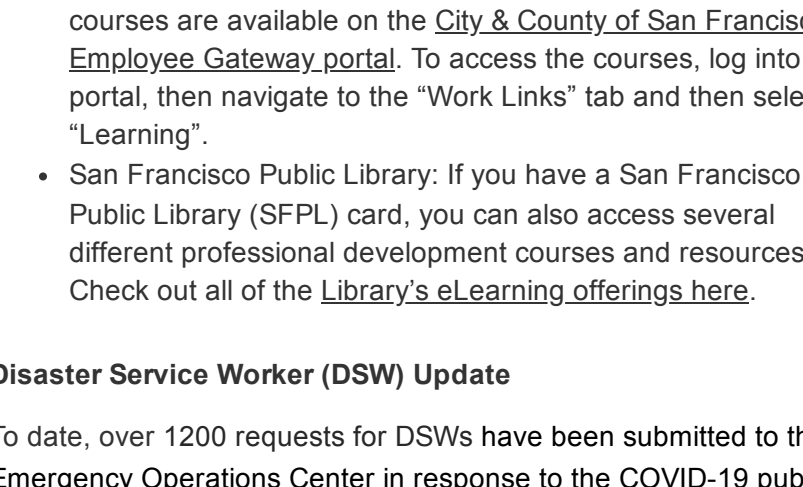 courses are available on the City & County of San Francisc
Employee Gateway portal. To access the courses, log into
portal, then navigate to the “Work Links” tab and then sele
“Learning”.
• San Francisco Public Library: If you have a San Francisco
Public Library (SFPL) card, you can also access several
different professional development courses and resources
Check out all of the Library’s eLearning offerings here.
Disaster Service Worker (DSW) Update
To date, over 1200 requests for DSWs have been submitted to th
Emergency Operations Center in response to the COVID-19 pub